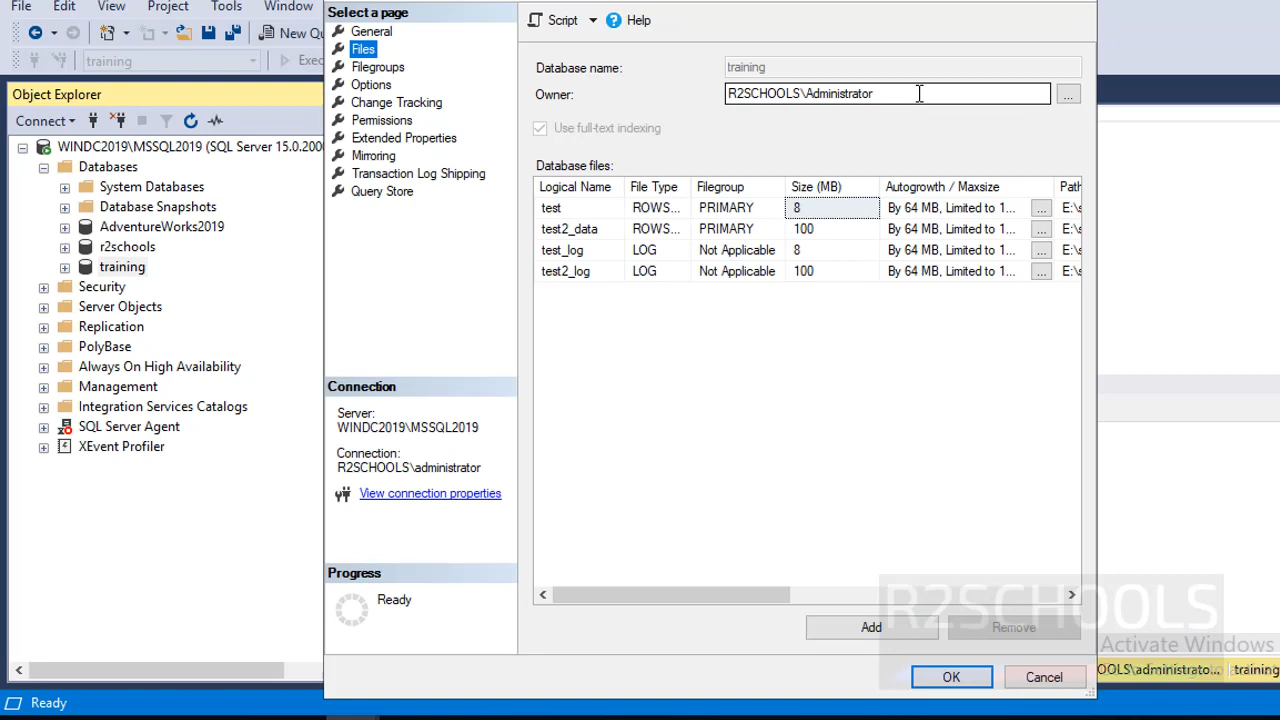 File Edit View Project Tools Window
New Qu
training
Exec
Object Explorer
Connect
WINDC2019\MSSQL2019 (SQL Server 15.0.2000
Databases
System Databases
Database Snapshots
AdventureWorks2019
r2schools
training
Security
Server Objects
Replication
PolyBase
Always On High Availability
Management
Integration Services Catalogs
SQL Server Agent
XEvent Profiler
Ready
Select a page
General
Files
Filegroups
Options
Change Tracking
Permissions
Extended Properties
Mirroring
Transaction Log Shipping
Query Store
Connection
Server:
WINDC2019\MSSQL2019
Connection:
R2SCHOOLS\administrator
View connection properties
Progress
Ready
Script Help
Database name: training
Owner: R2SCHOOLS\Administrator ...
Use full-text indexing
Database files:
Logical Name File Type Filegroup Size (MB) Autogrowth / Maxsize Path
test ROWS... PRIMARY 8 By 64 MB, Limited to 1... ... E:\s
test2_data ROWS... PRIMARY 100 By 64 MB, Limited to 1... ... E:\s
test_log LOG Not Applicable 8 By 64 MB, Limited to 1... ... E:\s
test2_log LOG Not Applicable 100 By 64 MB, Limited to 1... ... E:\s
R2SCHOOLS
Add Remove
Activate Windows
OK Cancel
OOLS\administrato... training